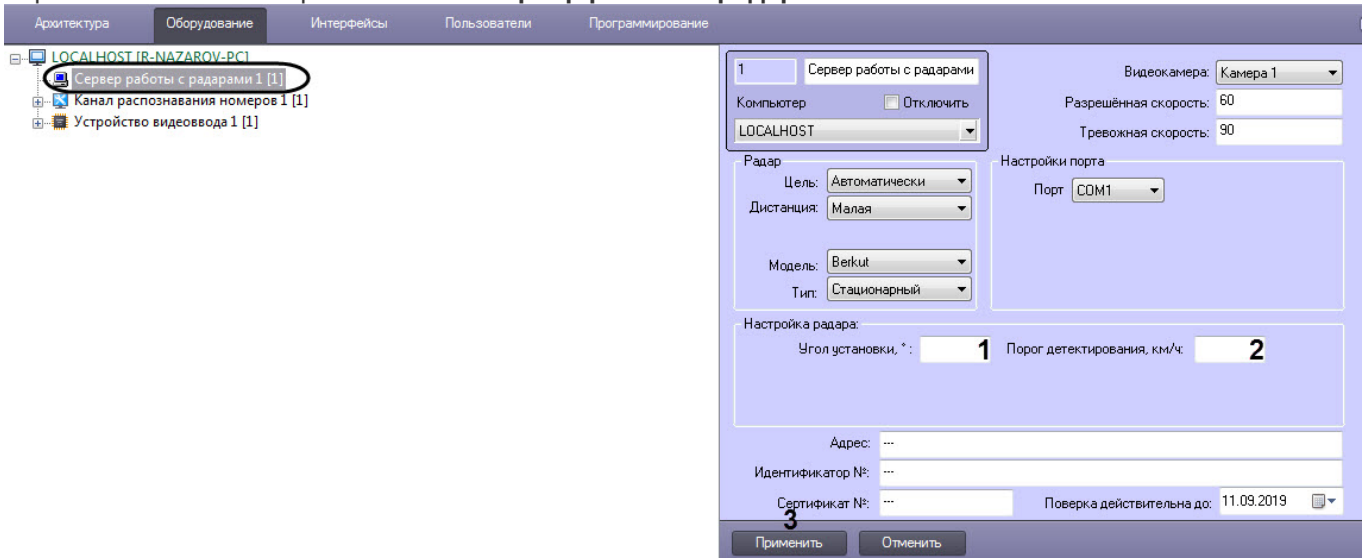 Архитектура Оборудование Интерфейсы Пользователи Программирование
LOCALHOST [R-NAZAROV-PC]
Сервер работы с радарами 1 [1]
Канал распознавания номеров 1 [1]
Устройство видеоввода 1 [1]
1 Сервер работы с радарами
Компьютер Отключить
LOCALHOST
Видеокамера: Камера 1
Разрешённая скорость: 60
Тревожная скорость: 90
Радар
Цель: Автоматически
Дистанция: Малая
Модель: Berkut
Тип: Стационарный
Настройки порта
Порт COM1
Настройка радара:
Угол установки, ° : 1 Порог детектирования, км/ч: 2
Адрес: ---
Идентификатор №: ---
Сертификат №: --- Поверка действительна до: 11.09.2019
3
Применить Отменить